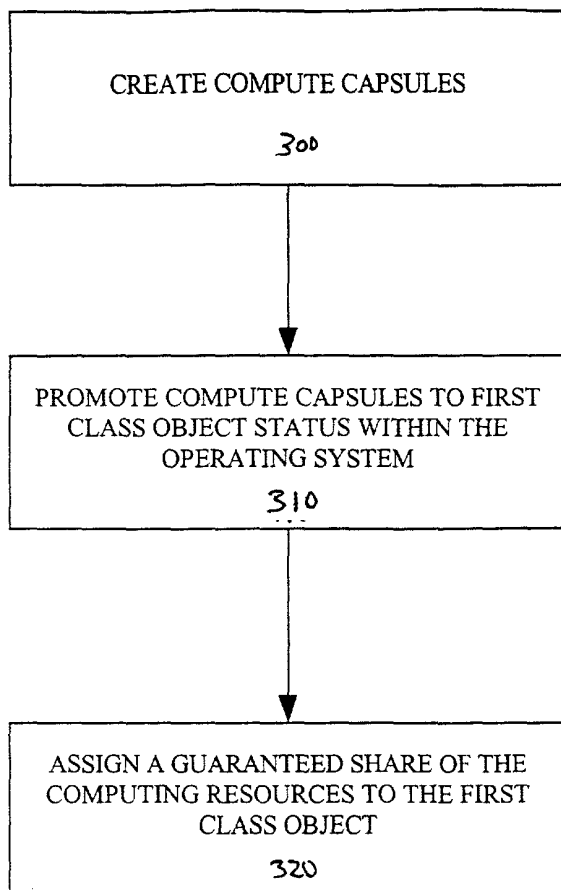 CREATE COMPUTE CAPSULES
300
PROMOTE COMPUTE CAPSULES TO FIRST
CLASS OBJECT STATUS WITHIN THE
OPERATING SYSTEM
310
ASSIGN A GUARANTEED SHARE OF THE
COMPUTING RESOURCES TO THE FIRST
CLASS OBJECT
320